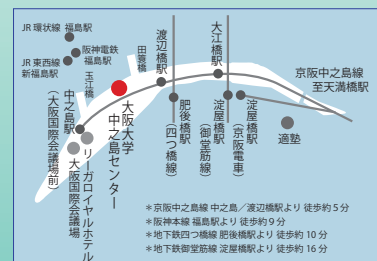 JR 環状線 福島駅
阪神電鉄
福島駅
JR 東西線
新福島駅
玉江橋
田蓑橋
渡辺橋駅
大江橋駅
京阪中之島線
至天満橋駅
中之島駅
(大阪国際会議場前)
大阪大学
中之島センター
リーガロイヤルホテル
大阪国際会議場
肥後橋駅
(四つ橋線)
淀屋橋駅
(御堂筋線)
淀屋橋駅
(京阪電車)
適塾
＊京阪中之島線 中之島／渡辺橋駅より 徒歩約５分
＊阪神本線 福島駅より 徒歩約９分
＊地下鉄四つ橋線 肥後橋駅より 徒歩約 10 分
＊地下鉄御堂筋線 淀屋橋駅より 徒歩約 16 分